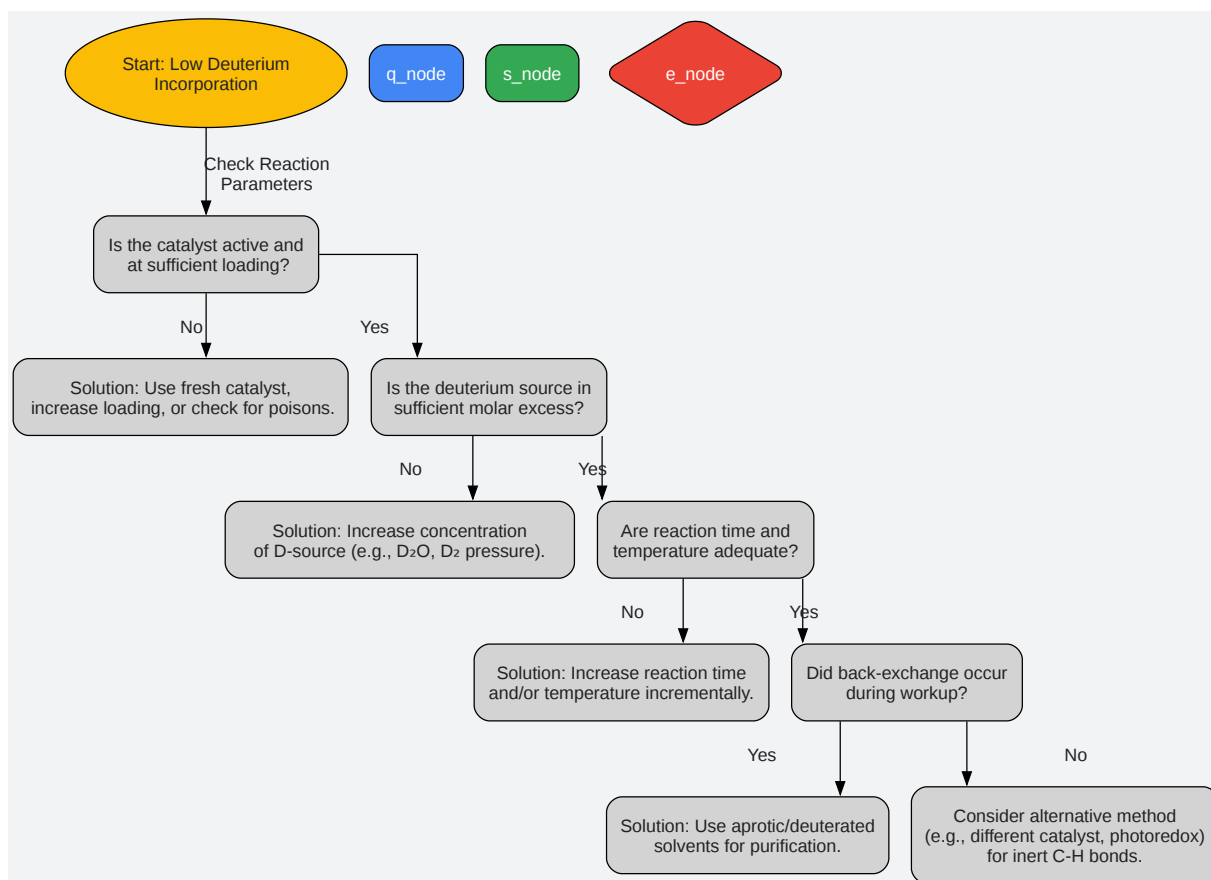 Start: Low Deuterium
Incorporation
q_node
s_node
e_node
Check Reaction
Parameters
Is the catalyst active and
at sufficient loading?
No
Yes
Solution: Use fresh catalyst,
increase loading, or check for poisons.
Is the deuterium source in
sufficient molar excess?
No
Yes
Solution: Increase concentration
of D-source (e.g., D₂O, D₂ pressure).
Are reaction time and
temperature adequate?
No
Yes
Solution: Increase reaction time
and/or temperature incrementally.
Did back-exchange occur
during workup?
Yes
No
Solution: Use aprotic/deuterated
solvents for purification.
Consider alternative method
(e.g., different catalyst, photoredox)
for inert C-H bonds.